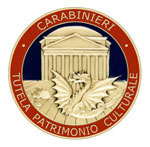 · CARABINIERI ·
TUTELA PATRIMONIO CULTURALE